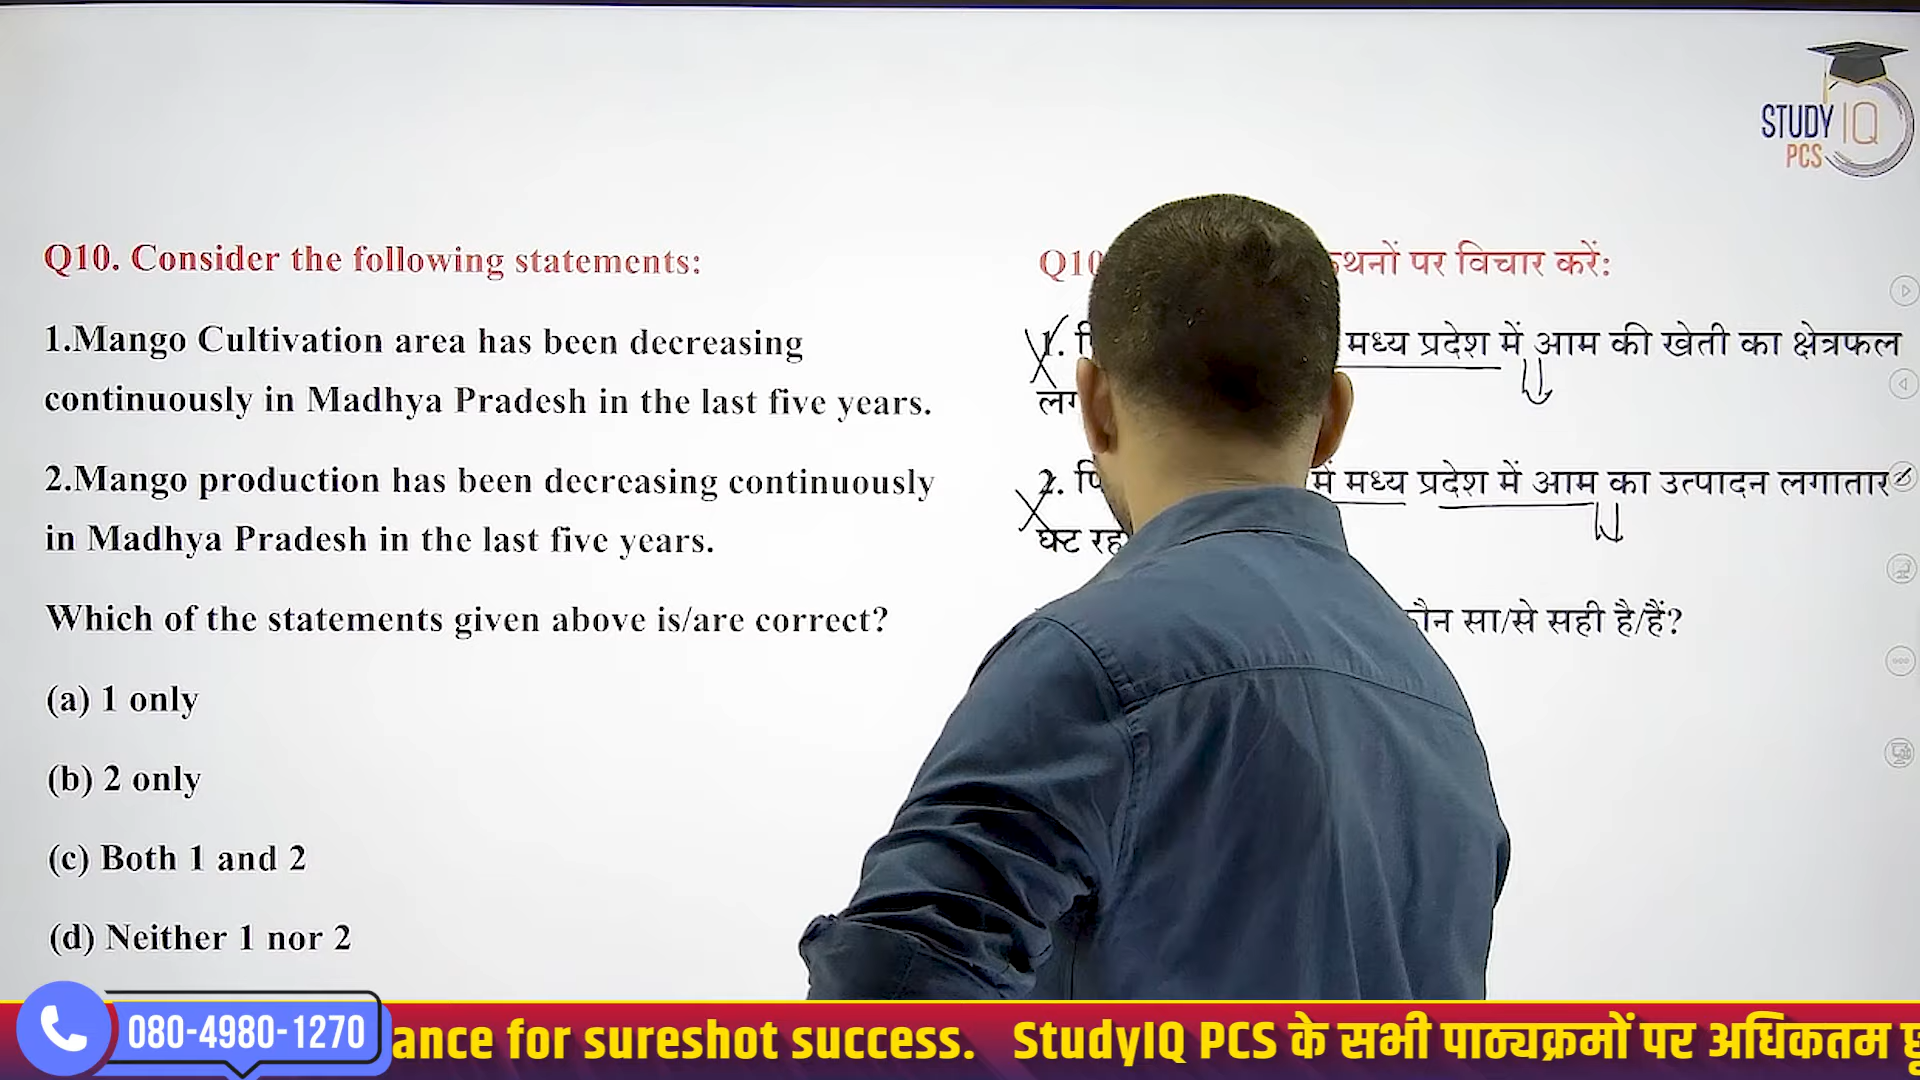 STUDY IQ
PCS
Q10. Consider the following statements:
1.Mango Cultivation area has been decreasing
continuously in Madhya Pradesh in the last five years.
2.Mango production has been decreasing continuously
in Madhya Pradesh in the last five years.
Which of the statements given above is/are correct?
(a) 1 only
(b) 2 only
(c) Both 1 and 2
(d) Neither 1 nor 2
पर विचार करें:
1. मध्य प्रदेश में आम की खेती का क्षेत्रफल
2. में मध्य प्रदेश में आम का उत्पादन लगातार
घट
सा/से सही है/हैं?
080-4980-1270
for sureshot success. StudyIQ PCS के सभी पाठ्यक्रमों पर अधिकतम